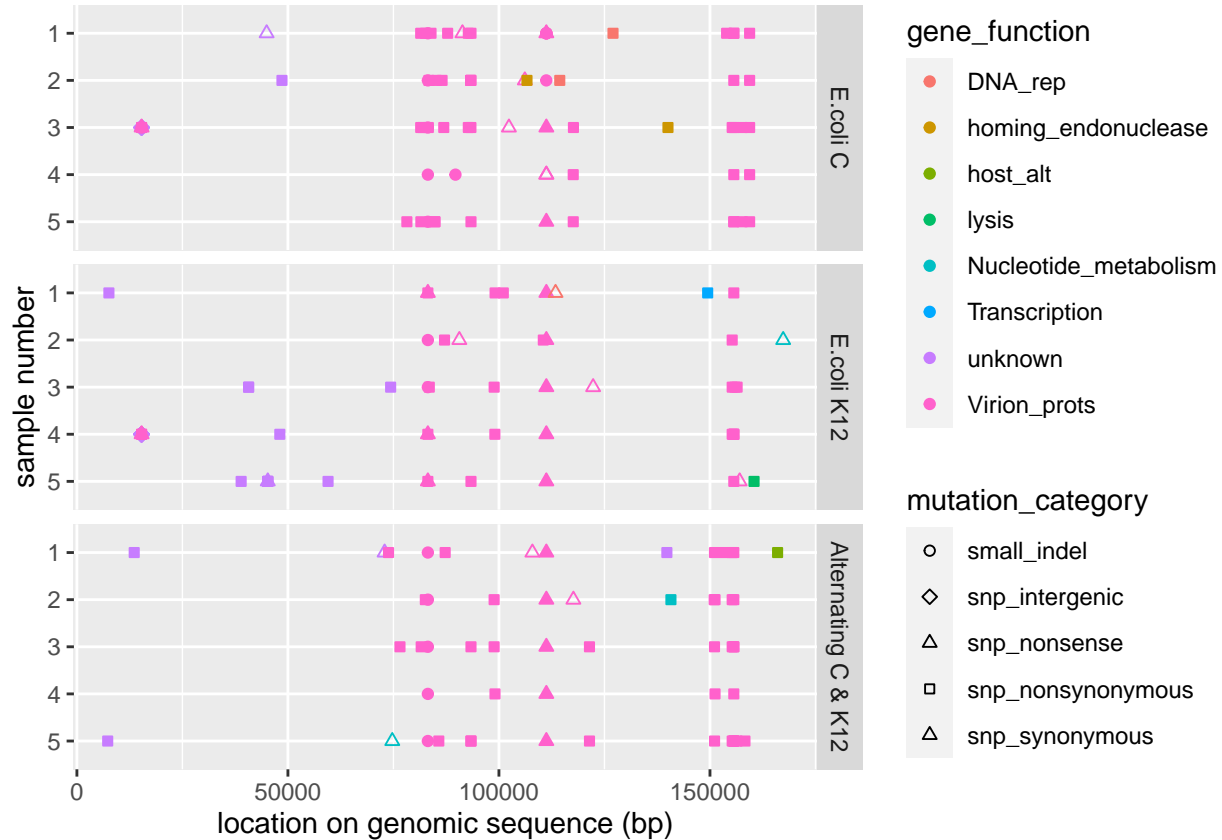 1
2
3
4
5
E.coli C
1
2
3
4
5
E.coli K12
1
2
3
4
5
Alternating C & K12
sample number
0
50000
100000
150000
location on genomic sequence (bp)
gene_function
DNA_rep
homing_endonuclease
host_alt
lysis
Nucleotide_metabolism
Transcription
unknown
Virion_prots
mutation_category
small_indel
snp_intergenic
snp_nonsense
snp_nonsynonymous
snp_synonymous